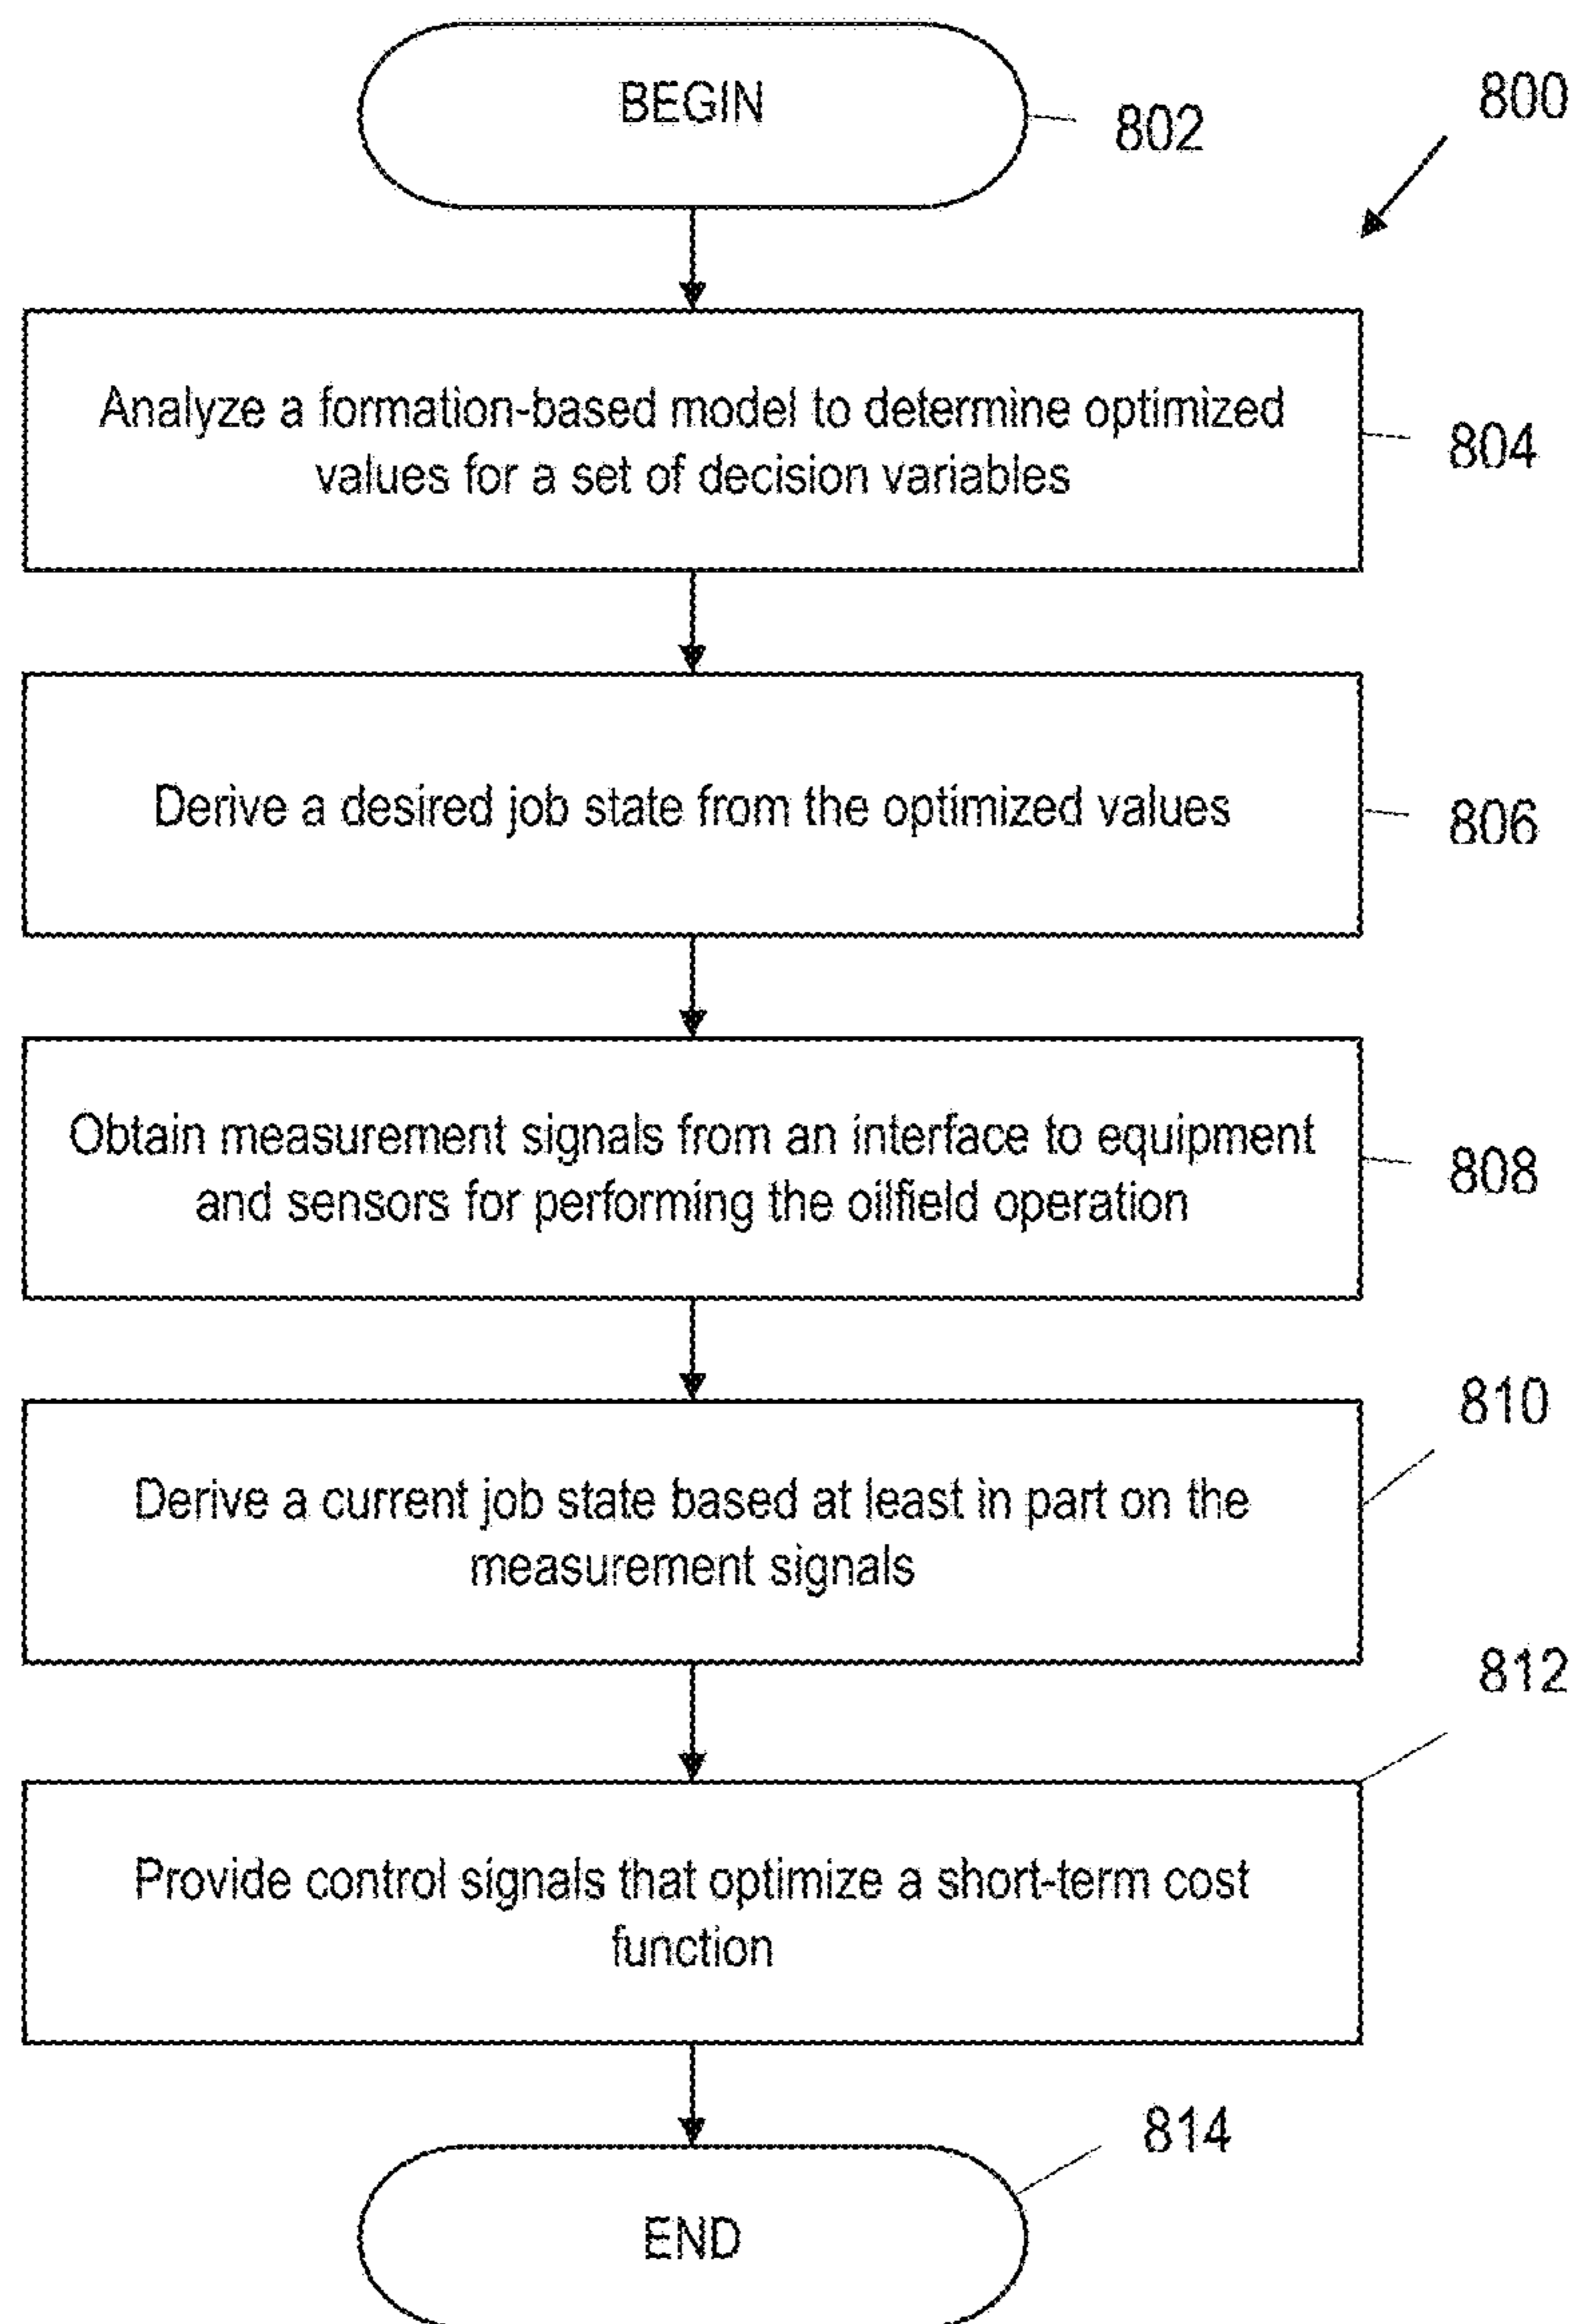 BEGIN
802
800
Analyze a formation-based model to determine optimized
values for a set of decision variables
804
Derive a desired job state from the optimized values
806
Obtain measurement signals from an interface to equipment
and sensors for performing the oilfield operation
808
810
Derive a current job state based at least in part on the
measurement signals
812
Provide control signals that optimize a short-term cost
function
814
END